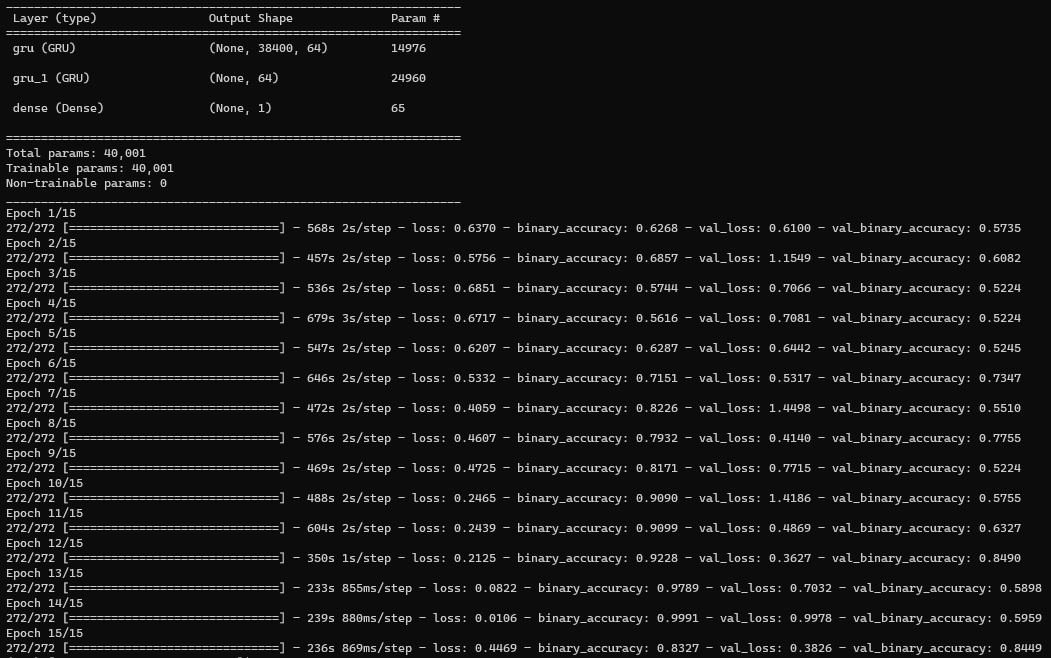 _________________________________________________________________
Layer (type)                Output Shape              Param #
=================================================================
gru (GRU)                   (None, 38400, 64)         14976
gru_1 (GRU)                 (None, 64)                24960
dense (Dense)               (None, 1)                 65
=================================================================
Total params: 40,001
Trainable params: 40,001
Non-trainable params: 0
_________________________________________________________________
Epoch 1/15
272/272 [==============================] - 568s 2s/step - loss: 0.6370 - binary_accuracy: 0.6268 - val_loss: 0.6100 - val_binary_accuracy: 0.5735
Epoch 2/15
272/272 [==============================] - 457s 2s/step - loss: 0.5756 - binary_accuracy: 0.6857 - val_loss: 1.1549 - val_binary_accuracy: 0.6082
Epoch 3/15
272/272 [==============================] - 536s 2s/step - loss: 0.6851 - binary_accuracy: 0.5744 - val_loss: 0.7066 - val_binary_accuracy: 0.5224
Epoch 4/15
272/272 [==============================] - 679s 3s/step - loss: 0.6717 - binary_accuracy: 0.5616 - val_loss: 0.7081 - val_binary_accuracy: 0.5224
Epoch 5/15
272/272 [==============================] - 547s 2s/step - loss: 0.6207 - binary_accuracy: 0.6287 - val_loss: 0.6442 - val_binary_accuracy: 0.5245
Epoch 6/15
272/272 [==============================] - 646s 2s/step - loss: 0.5332 - binary_accuracy: 0.7151 - val_loss: 0.5317 - val_binary_accuracy: 0.7347
Epoch 7/15
272/272 [==============================] - 472s 2s/step - loss: 0.4059 - binary_accuracy: 0.8226 - val_loss: 1.4498 - val_binary_accuracy: 0.5510
Epoch 8/15
272/272 [==============================] - 576s 2s/step - loss: 0.4607 - binary_accuracy: 0.7932 - val_loss: 0.4140 - val_binary_accuracy: 0.7755
Epoch 9/15
272/272 [==============================] - 469s 2s/step - loss: 0.4725 - binary_accuracy: 0.8171 - val_loss: 0.7715 - val_binary_accuracy: 0.5224
Epoch 10/15
272/272 [==============================] - 488s 2s/step - loss: 0.2465 - binary_accuracy: 0.9090 - val_loss: 1.4186 - val_binary_accuracy: 0.5755
Epoch 11/15
272/272 [==============================] - 604s 2s/step - loss: 0.2439 - binary_accuracy: 0.9099 - val_loss: 0.4869 - val_binary_accuracy: 0.6327
Epoch 12/15
272/272 [==============================] - 350s 1s/step - loss: 0.2125 - binary_accuracy: 0.9228 - val_loss: 0.3627 - val_binary_accuracy: 0.8490
Epoch 13/15
272/272 [==============================] - 233s 855ms/step - loss: 0.0822 - binary_accuracy: 0.9789 - val_loss: 0.7032 - val_binary_accuracy: 0.5898
Epoch 14/15
272/272 [==============================] - 239s 880ms/step - loss: 0.0106 - binary_accuracy: 0.9991 - val_loss: 0.9978 - val_binary_accuracy: 0.5959
Epoch 15/15
272/272 [==============================] - 236s 869ms/step - loss: 0.4469 - binary_accuracy: 0.8327 - val_loss: 0.3826 - val_binary_accuracy: 0.8449